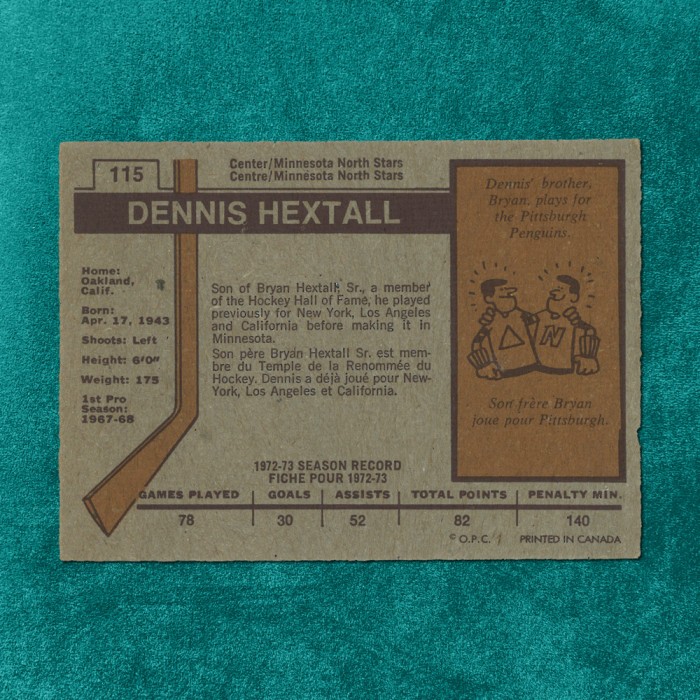 115
Center/Minnesota North Stars
Centre/Minnesota North Stars
DENNIS HEXTALL
Home:
Oakland,
Calif.
Born:
Apr. 17, 1943
Shoots: Left
Height: 6'0"
Weight: 175
1st Pro
Season:
1967-68
Son of Bryan Hextall, Sr., a member
of the Hockey Hall of Fame, he played
previously for New York, Los Angeles
and California before making it in
Minnesota.
Son père Bryan Hextall Sr. est mem-
bre du Temple de la Renommée du
Hockey. Dennis a déjà joué pour New-
York, Los Angeles et California.
Dennis' brother,
Bryan, plays for
the Pittsburgh
Penguins.
N
Son frère Bryan
joue pour Pittsburgh.
1972-73 SEASON RECORD
FICHE POUR 1972-73
GAMES PLAYED GOALS ASSISTS TOTAL POINTS PENALTY MIN.
78 30 52 82 140
© O.P.C. PRINTED IN CANADA